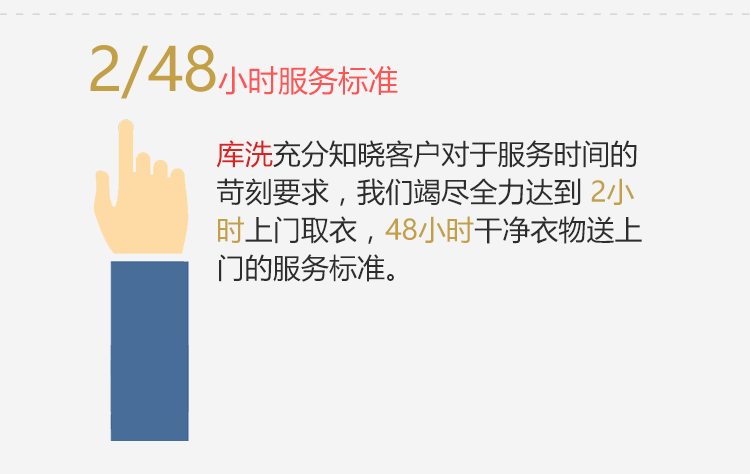 2/48小时服务标准
库洗充分知晓客户对于服务时间的
苛刻要求，我们竭尽全力达到 2小
时上门取衣，48小时干净衣物送上
门的服务标准。